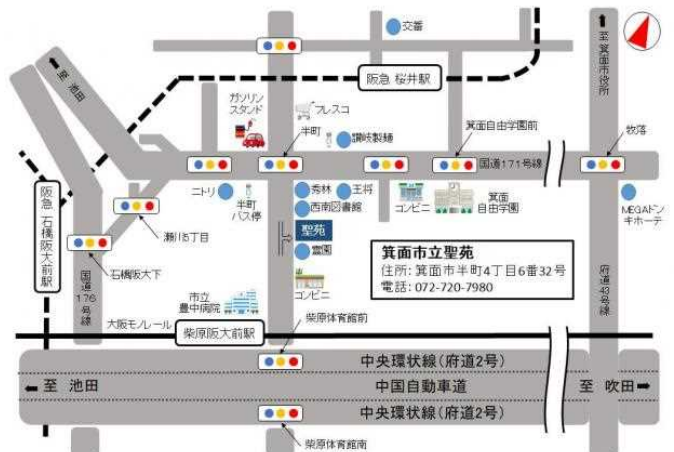 交番
至 箕面市役所
至 池田
阪急 桜井駅
ガソリン
スタンド
フレスコ
半町
讃岐製麺
箕面自由学園前
国道171号線
牧落
ニトリ
半町
バス停
秀林
王将
西南図書館
コンビニ
箕面
自由学園
MEGAドン
キホーテ
阪急 石橋阪大前駅
瀬川5丁目
聖苑
霊園
箕面市立聖苑
住所: 箕面市半町4丁目6番32号
電話: 072-720-7980
石橋阪大下
国道176号線
市立
豊中病院
コンビニ
府道43号線
大阪モノレール
柴原阪大前駅
柴原体育館前
中央環状線(府道2号)
← 至 池田
中国自動車道
至 吹田 →
中央環状線(府道2号)
柴原体育館南